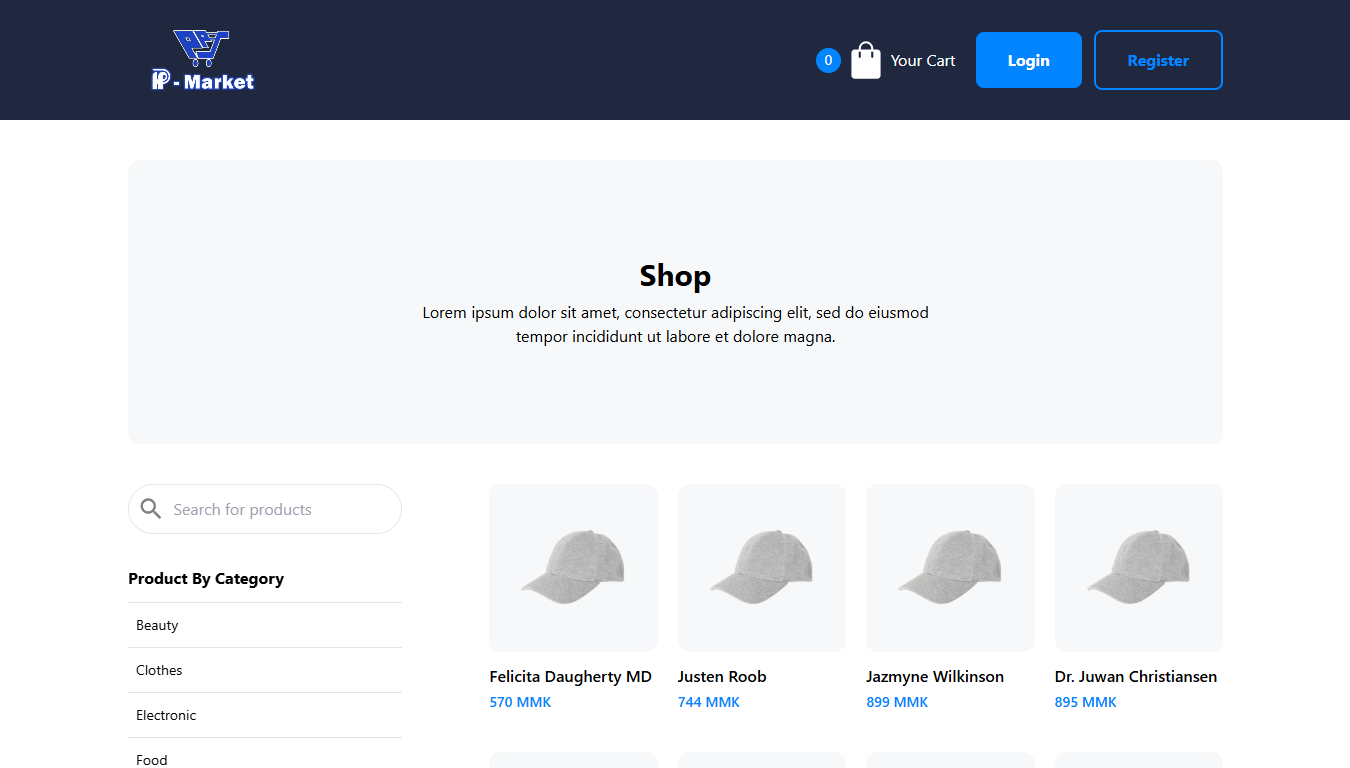 PP - Market
0
Your Cart
Login
Register
Shop
Lorem ipsum dolor sit amet, consectetur adipiscing elit, sed do eiusmod
tempor incididunt ut labore et dolore magna.
Search for products
Product By Category
Beauty
Clothes
Electronic
Food
Felicita Daugherty MD
570 MMK
Justen Roob
744 MMK
Jazmyne Wilkinson
899 MMK
Dr. Juwan Christiansen
895 MMK